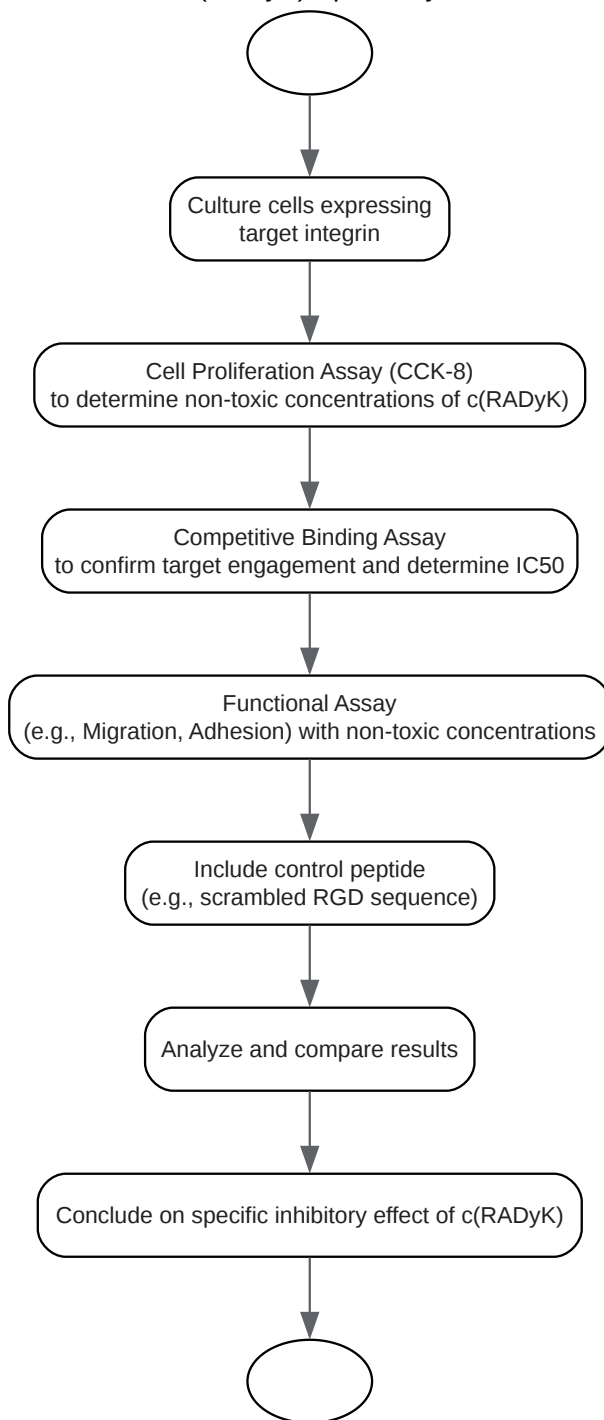 Culture cells expressing
target integrin
Cell Proliferation Assay (CCK-8)
to determine non-toxic concentrations of c(RADyK)
Competitive Binding Assay
to confirm target engagement and determine IC50
Functional Assay
(e.g., Migration, Adhesion) with non-toxic concentrations
Include control peptide
(e.g., scrambled RGD sequence)
Analyze and compare results
Conclude on specific inhibitory effect of c(RADyK)